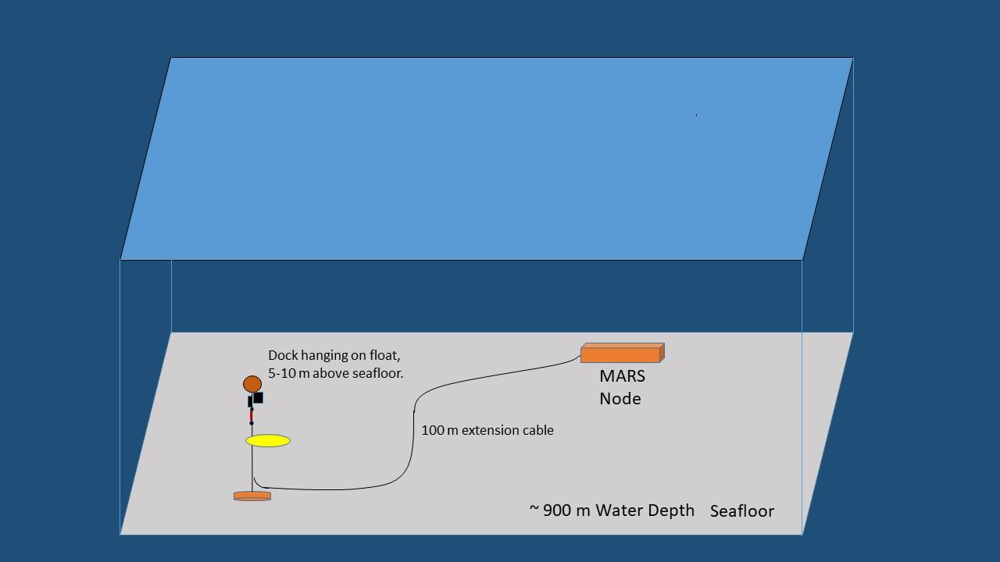 Dock hanging on float,
5-10 m above seafloor.
MARS
Node
100 m extension cable
~ 900 m Water Depth Seafloor